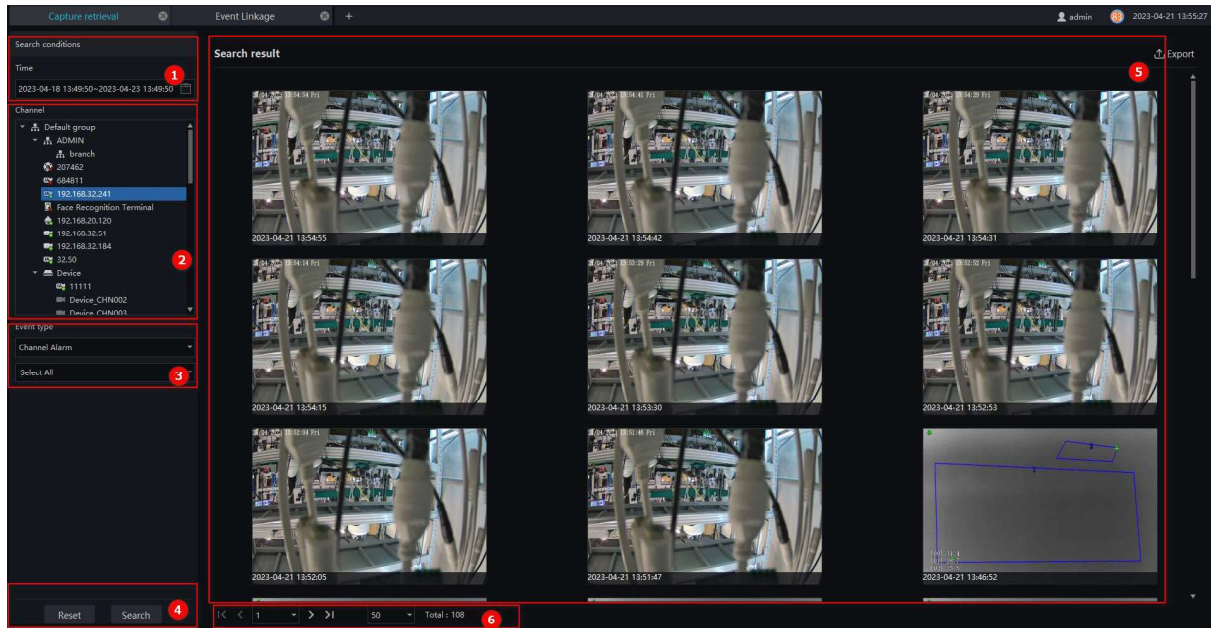 Capture retrieval
Event Linkage
+
admin
83
2023-04-21 13:55:27
Search conditions
Time
1
2023-04-18 13:49:50~2023-04-23 13:49:50
Channel
Default group
ADMIN
branch
207462
684811
192.168.32.241
Face Recognition Terminal
192.168.20.120
192.168.32.51
192.168.32.184
32.50
2
Device
11111
Device_CHN002
Device_CHN003
Event type
Channel Alarm
Select All
3
Reset
Search
4
Search result
Export
5
2023-04-21 13:54:55
2023-04-21 13:54:42
2023-04-21 13:54:31
2023-04-21 13:54:15
2023-04-21 13:53:30
2023-04-21 13:52:53
2023-04-21 13:52:05
2023-04-21 13:51:47
2023-04-21 13:46:52
1
50
Total : 108
6